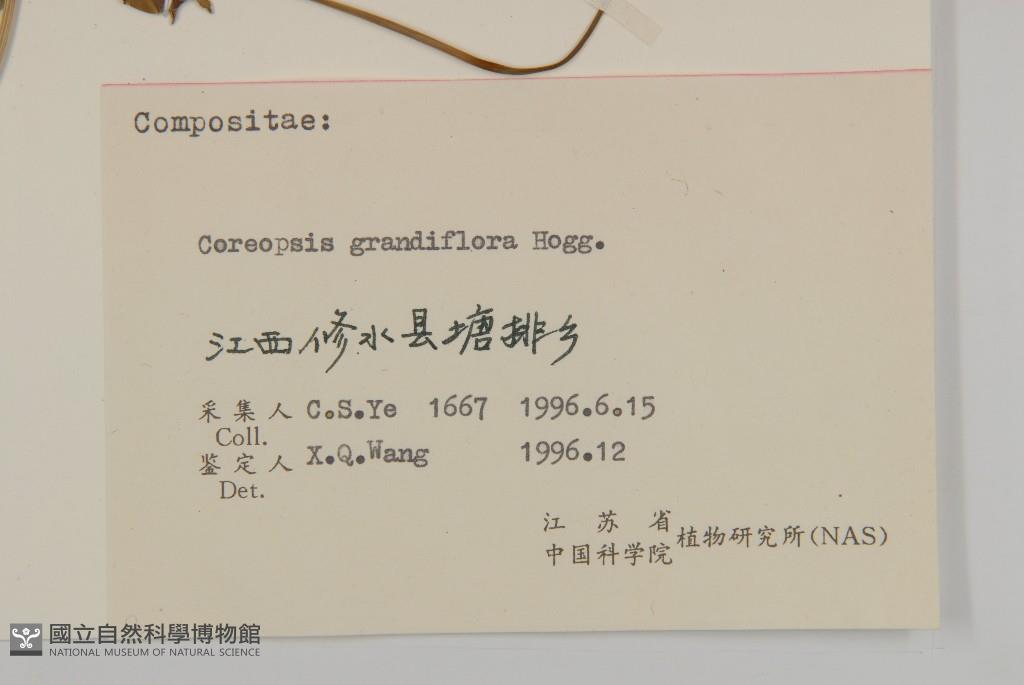 Compositae:
Coreopsis grandiflora Hogg.
江西修水县塘排乡
采集人 C.S.Ye 1667 1996.6.15
Coll.
鉴定人 X.Q.Wang 1996.12
Det.
江苏省
中国科学院 植物研究所(NAS)
國立自然科學博物館
NATIONAL MUSEUM OF NATURAL SCIENCE